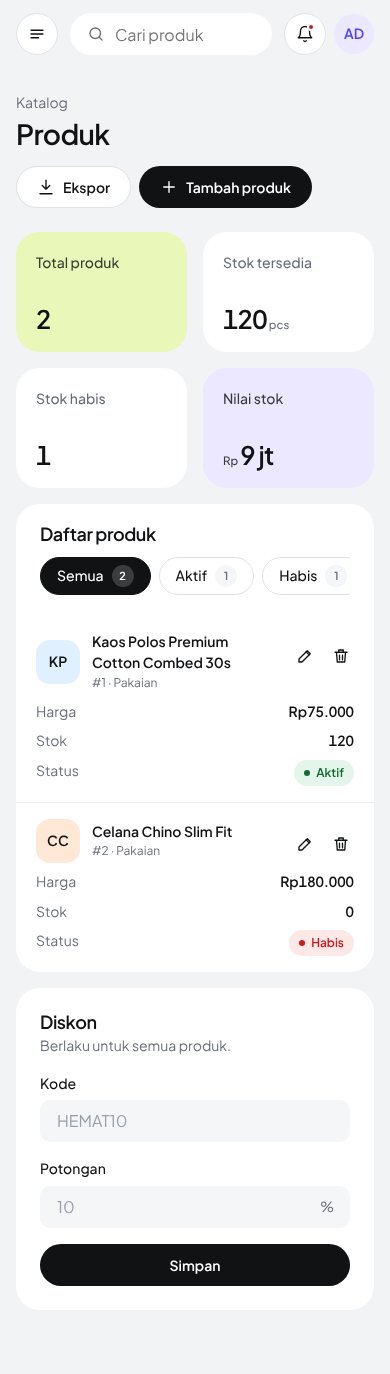 Cari produk
AD
Katalog
Produk
Ekspor
Tambah produk
Total produk
2
Stok tersedia
120 pcs
Stok habis
1
Nilai stok
Rp 9 jt
Daftar produk
Semua 2
Aktif 1
Habis 1
KP
Kaos Polos Premium
Cotton Combed 30s
#1 · Pakaian
Harga
Rp75.000
Stok
120
Status
Aktif
CC
Celana Chino Slim Fit
#2 · Pakaian
Harga
Rp180.000
Stok
0
Status
Habis
Diskon
Berlaku untuk semua produk.
Kode
HEMAT10
Potongan
10 %
Simpan